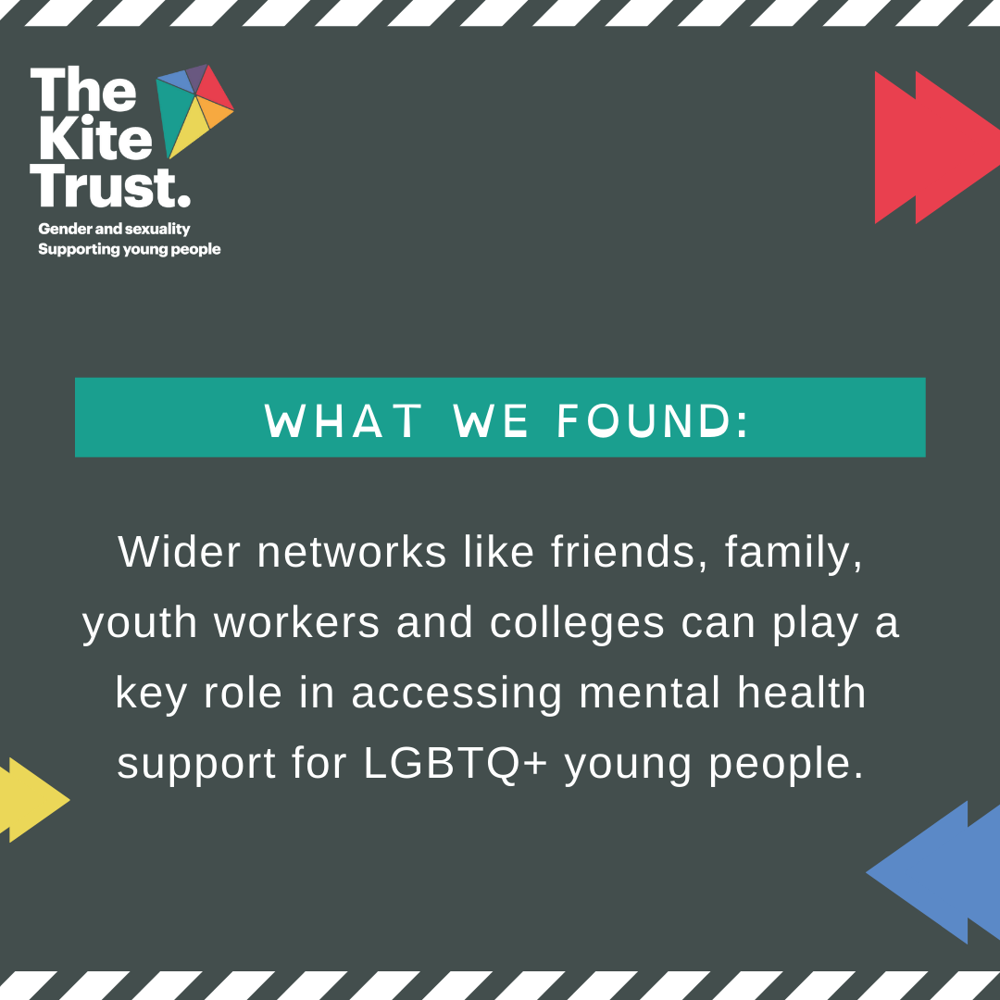 The
Kite
Trust.
Gender and sexuality
Supporting young people
WHAT WE FOUND:
Wider networks like friends, family,
youth workers and colleges can play a
key role in accessing mental health
support for LGBTQ+ young people.